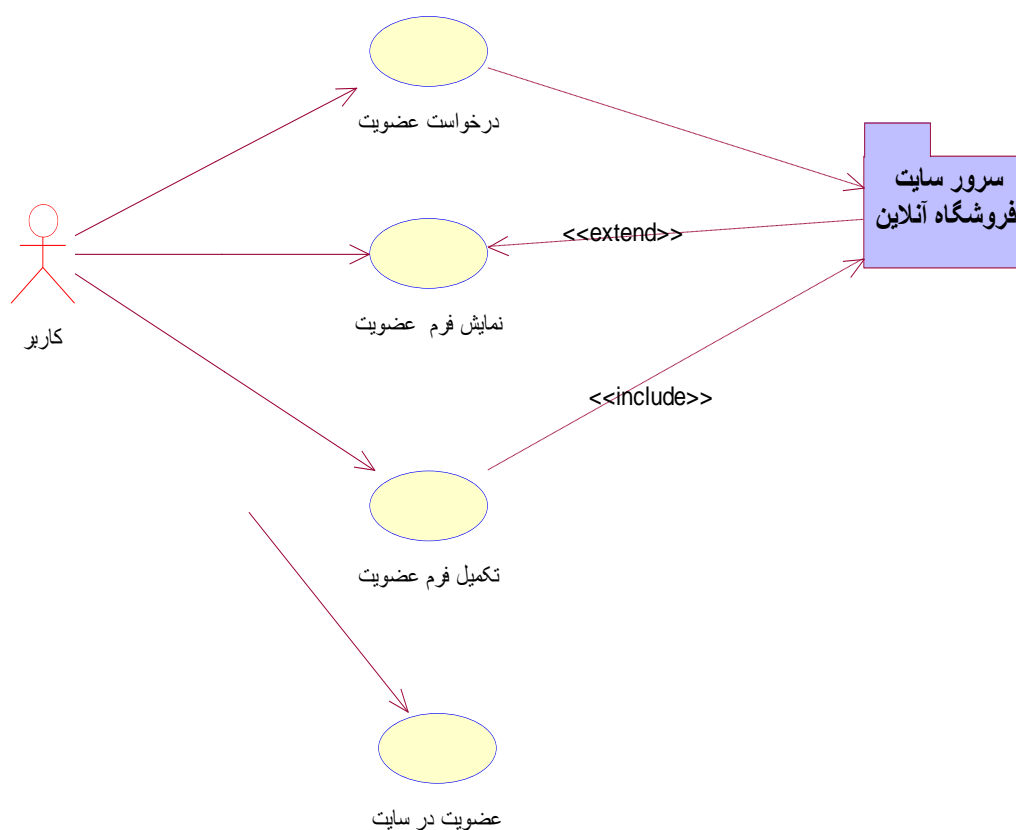 درخواست عضویت
سرور سایت
فروشگاه آنلاین
<<extend>>
نمایش فرم عضویت
کاربر
<<include>>
تکمیل فرم عضویت
عضویت در سایت